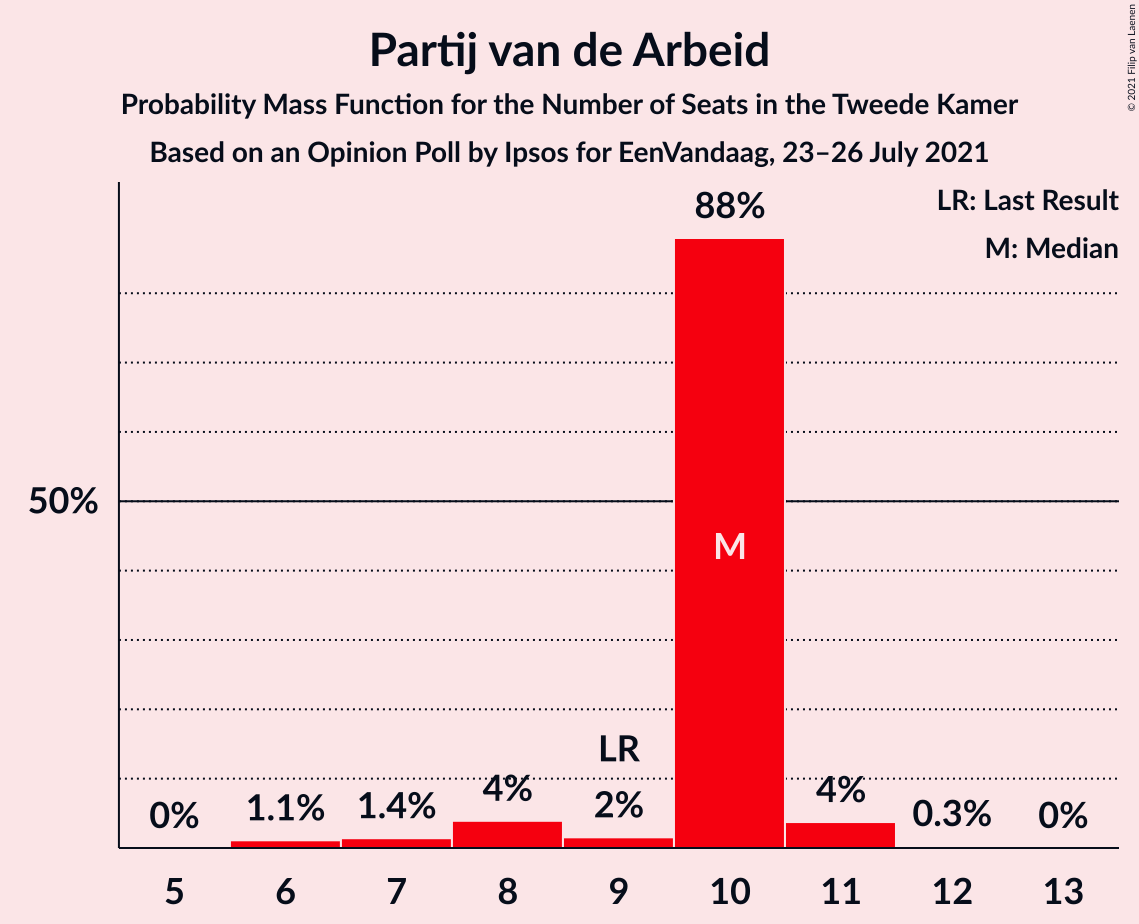 Partij van de Arbeid
Probability Mass Function for the Number of Seats in the Tweede Kamer
Based on an Opinion Poll by Ipsos for EenVandaag, 23–26 July 2021
© 2021 Filip van Laenen
LR: Last Result
M: Median
88%
50%
M
LR
0% 1.1% 1.4% 4% 2% 4% 0.3% 0%
5 6 7 8 9 10 11 12 13